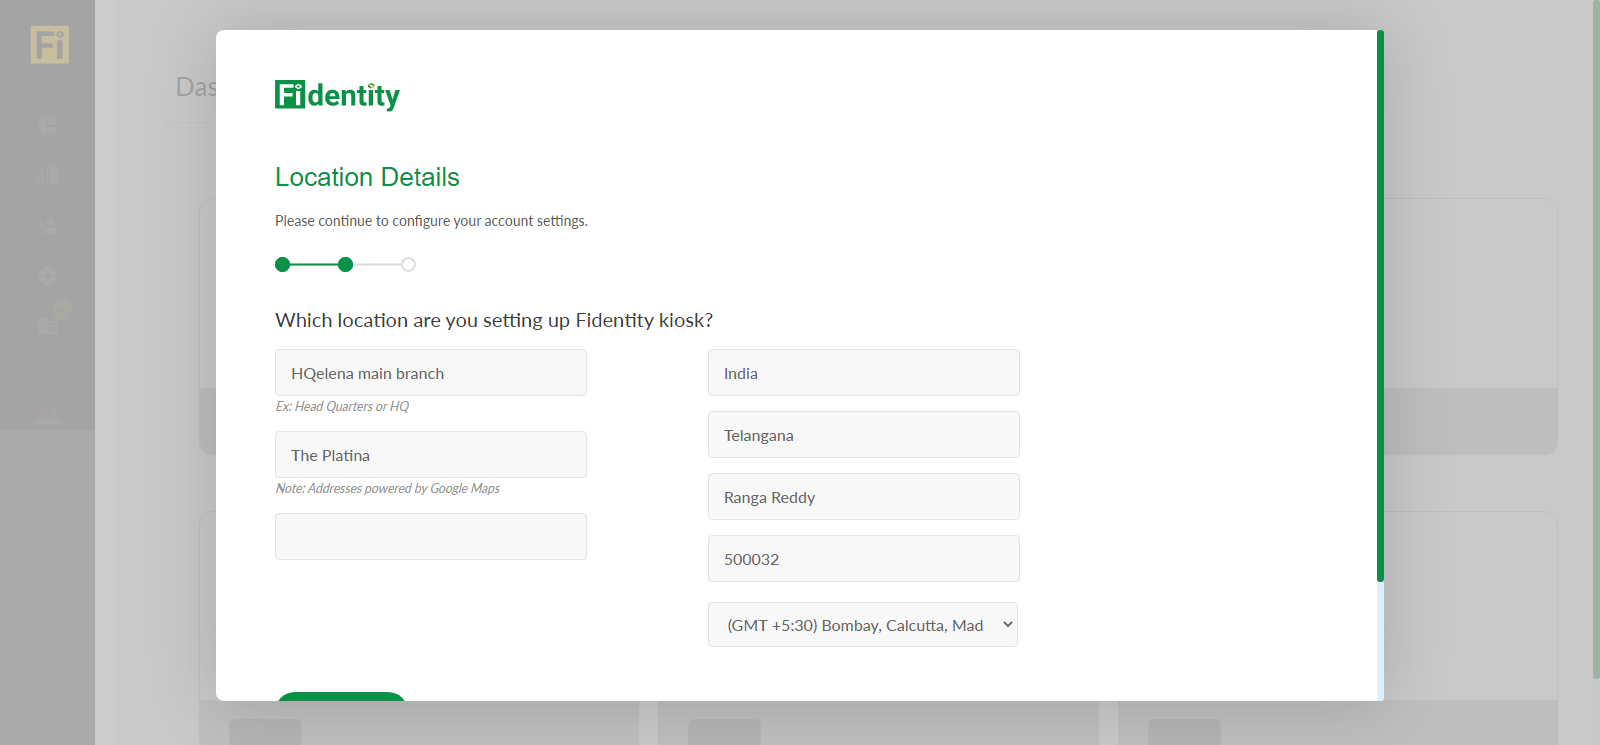 Fi
Das
Fidentity
Location Details
Please continue to configure your account settings.
Which location are you setting up Fidentity kiosk?
HQelena main branch
Ex: Head Quarters or HQ
The Platina
Note: Addresses powered by Google Maps
India
Telangana
Ranga Reddy
500032
(GMT +5:30) Bombay, Calcutta, Mad